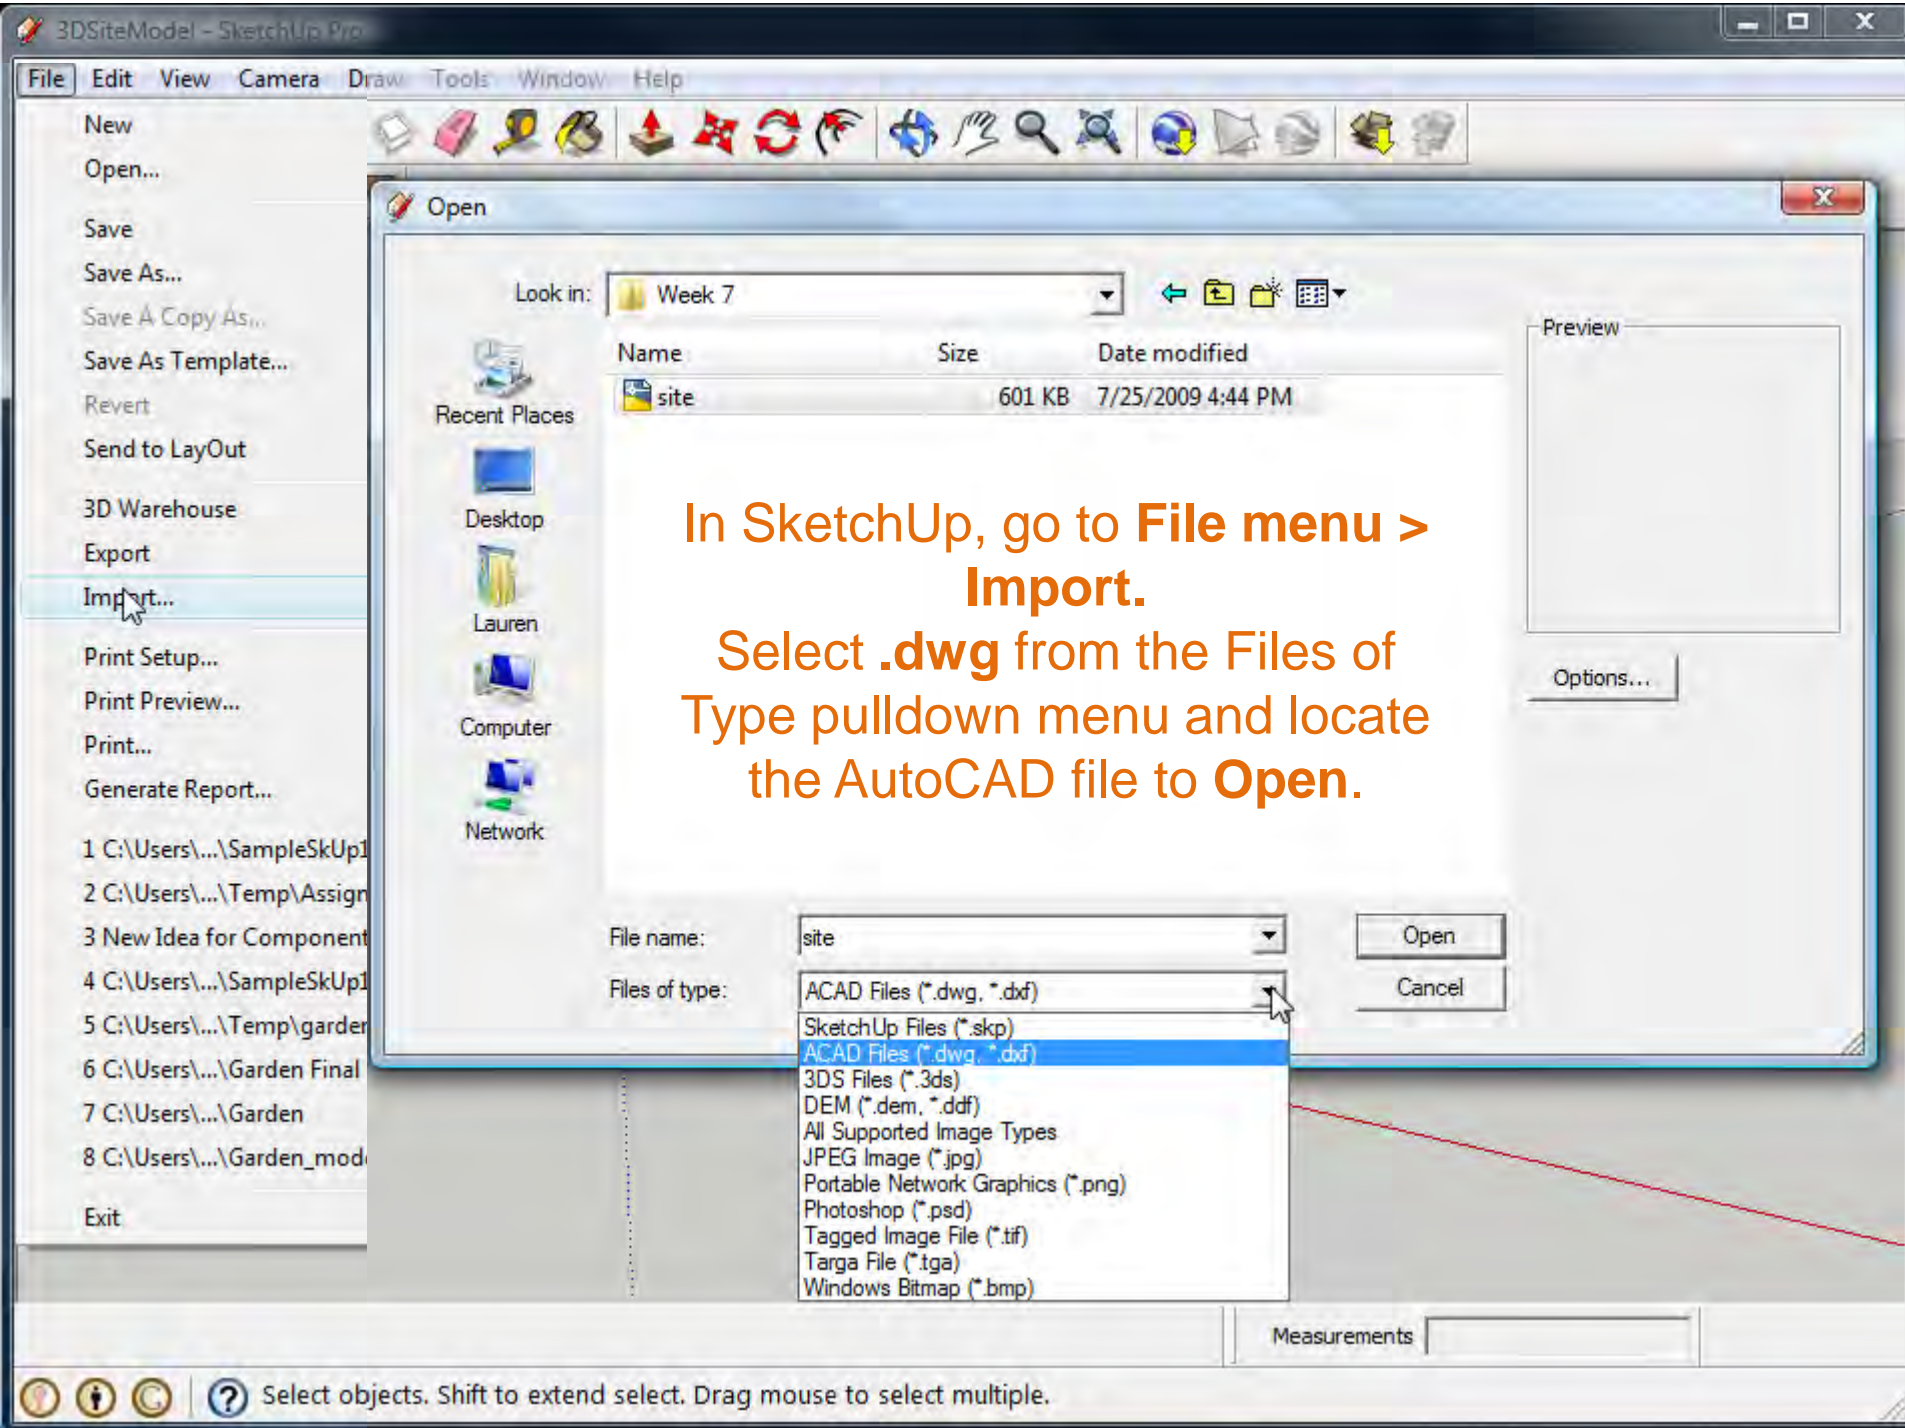 3DSiteModel - SketchUp Pro
File Edit View Camera Draw Tools Window Help
New
Open...
Save
Save As...
Save A Copy As...
Save As Template...
Revert
Send to LayOut
3D Warehouse
Export
Import...
Print Setup...
Print Preview...
Print...
Generate Report...
1 C:\Users\...\SampleSkUp1
2 C:\Users\...\Temp\Assign
3 New Idea for Component
4 C:\Users\...\SampleSkUp1
5 C:\Users\...\Temp\garden
6 C:\Users\...\Garden Final
7 C:\Users\...\Garden
8 C:\Users\...\Garden_mode
Exit
Open
Look in: Week 7
Name Size Date modified
site 601 KB 7/25/2009 4:44 PM
Recent Places
Desktop
Lauren
Computer
Network
In SketchUp, go to File menu >
Import.
Select .dwg from the Files of
Type pulldown menu and locate
the AutoCAD file to Open.
Preview
Options...
File name: site Open
Files of type: ACAD Files (*.dwg, *.dxf) Cancel
SketchUp Files (*.skp)
ACAD Files (*.dwg, *.dxf)
3DS Files (*.3ds)
DEM (*.dem, *.ddf)
All Supported Image Types
JPEG Image (*.jpg)
Portable Network Graphics (*.png)
Photoshop (*.psd)
Tagged Image File (*.tif)
Targa File (*.tga)
Windows Bitmap (*.bmp)
Measurements
Select objects. Shift to extend select. Drag mouse to select multiple.